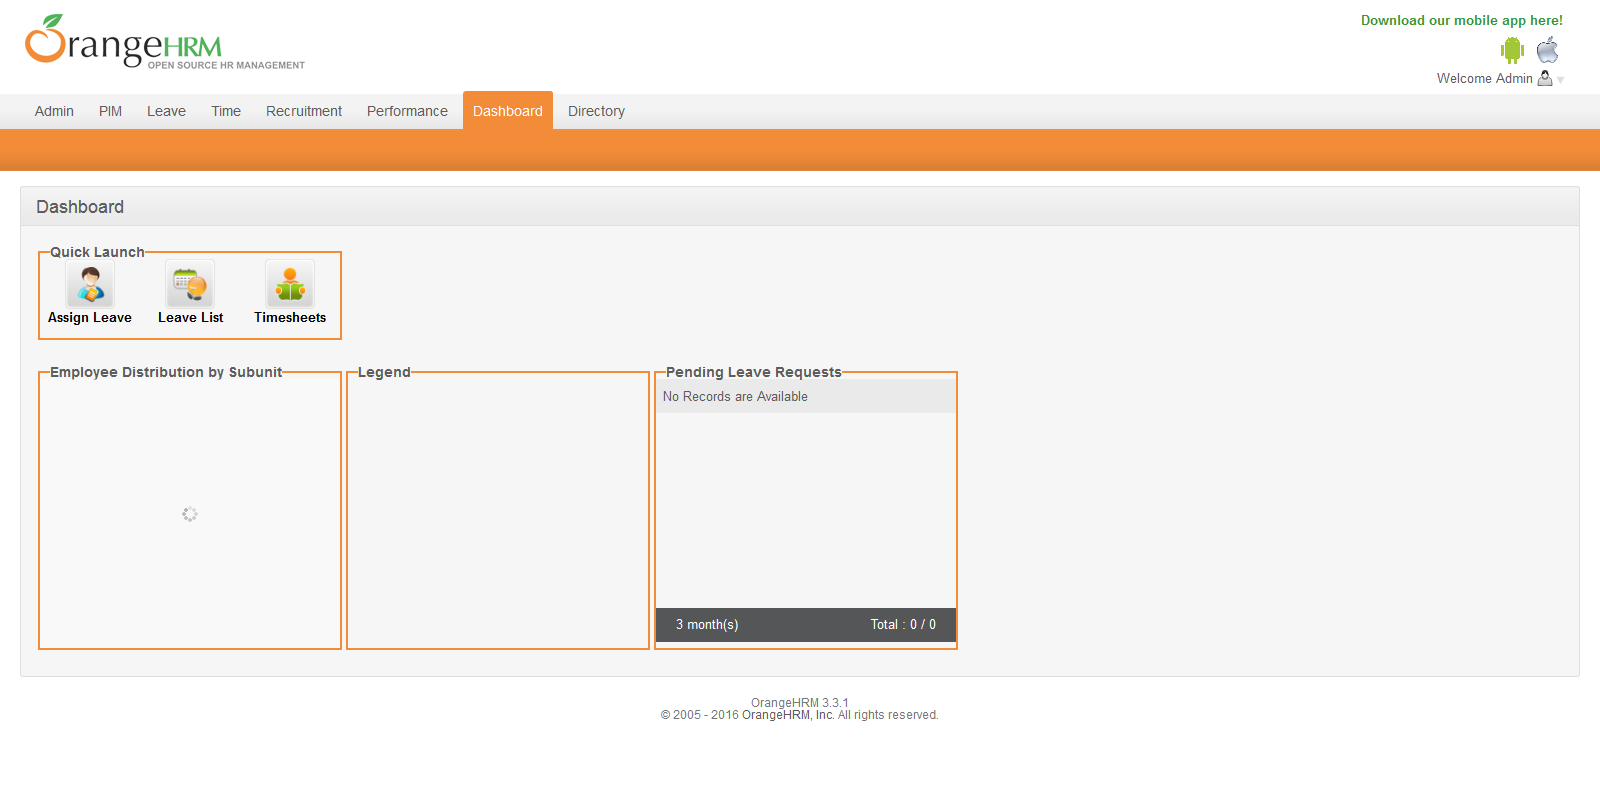 OrangeHRM
OPEN SOURCE HR MANAGEMENT
Download our mobile app here!
Welcome Admin
Admin PIM Leave Time Recruitment Performance Dashboard Directory
Dashboard
Quick Launch
Assign Leave Leave List Timesheets
Employee Distribution by Subunit
Legend
Pending Leave Requests
No Records are Available
3 month(s) Total : 0 / 0
OrangeHRM 3.3.1
© 2005 - 2016 OrangeHRM, Inc. All rights reserved.